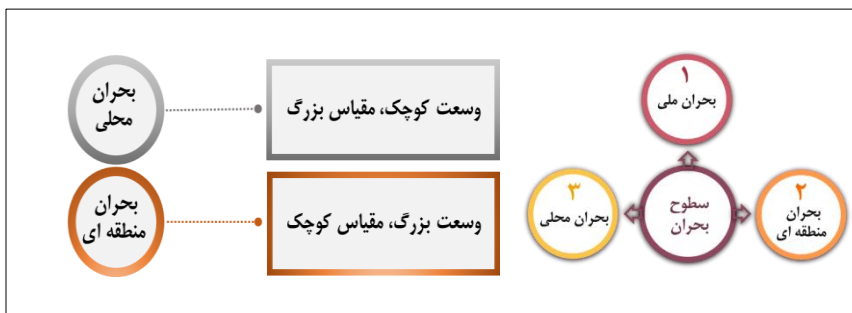 ۱
بحران ملی
سطوح
بحران
۲
بحران
منطقه ای
۳
بحران محلی
بحران
محلی
وسعت کوچک، مقیاس بزرگ
بحران
منطقه ای
وسعت بزرگ، مقیاس کوچک